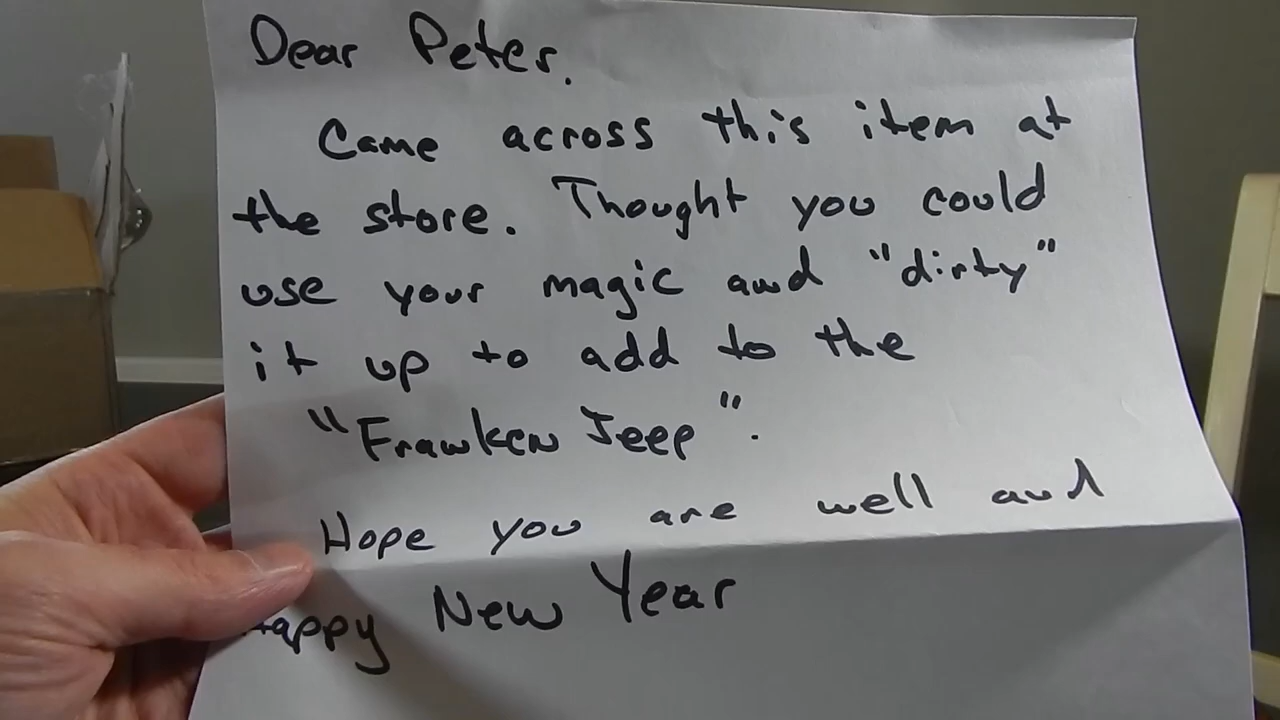 Dear Peter.
Came across this item at
the store. Thought you could
use your magic and "dirty"
it up to add to the
"Franken Jeep".
Hope you are well and
Happy New Year